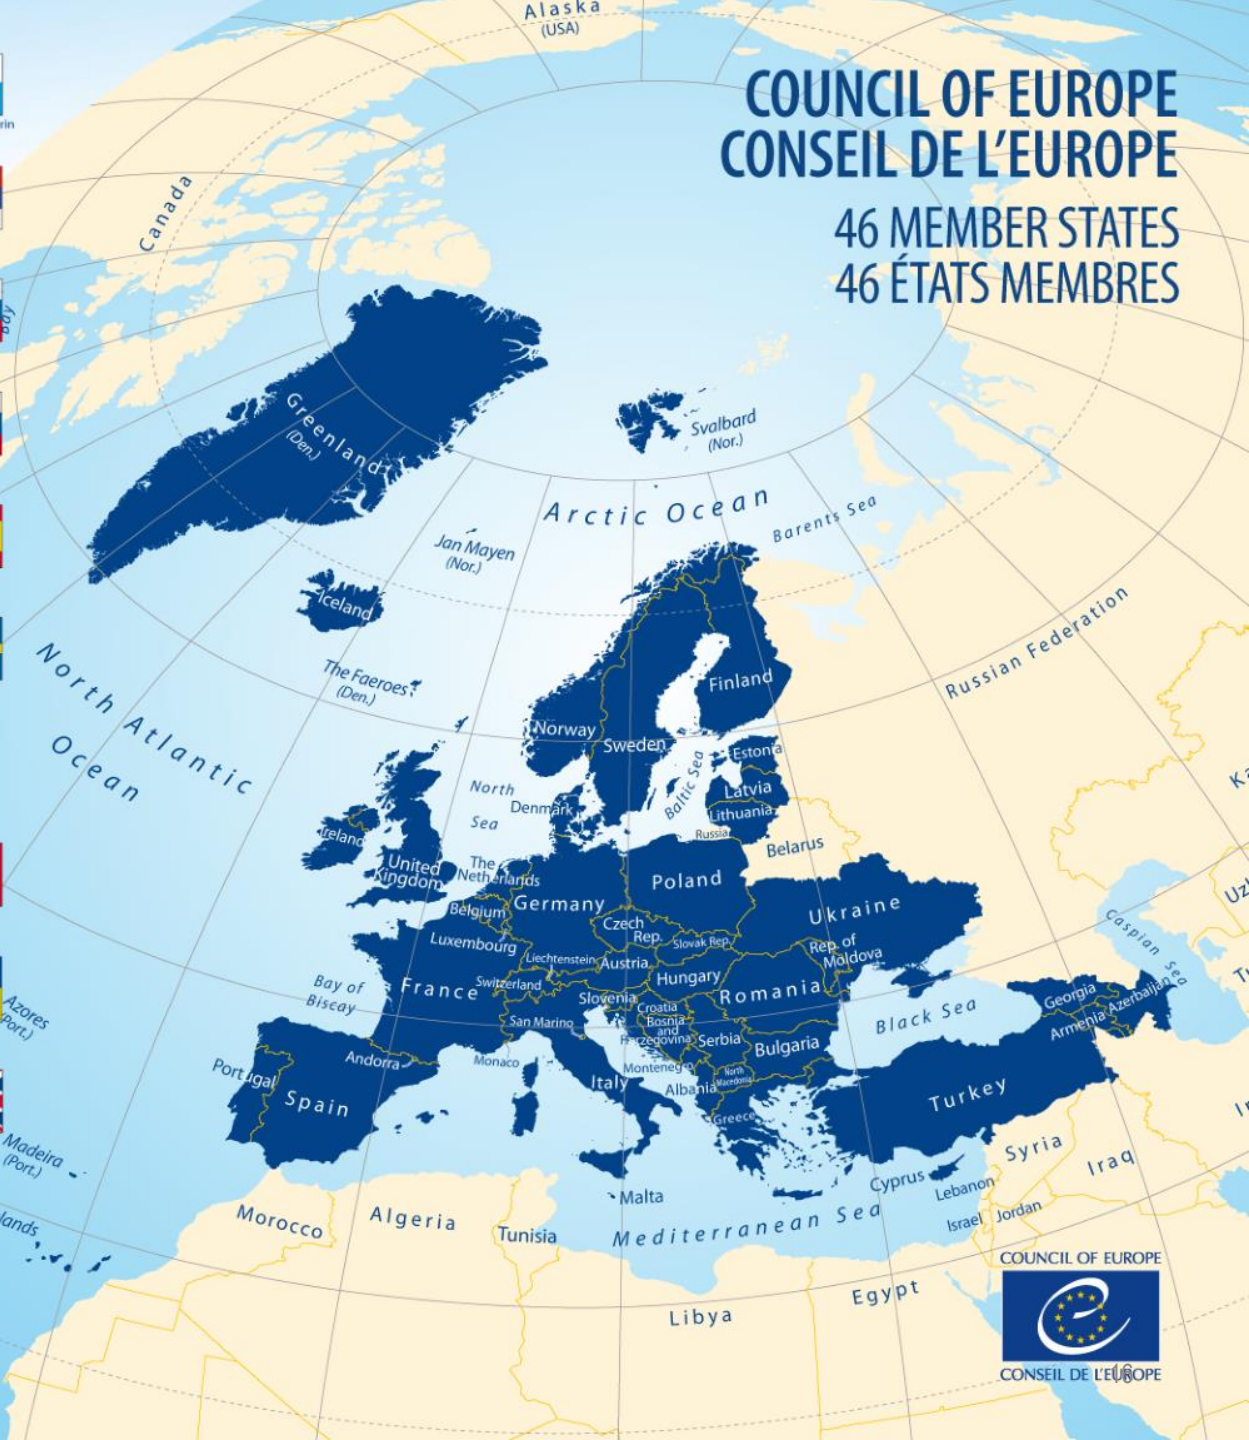 Alaska
(USA)
COUNCIL OF EUROPE
CONSEIL DE L'EUROPE
46 MEMBER STATES
46 ÉTATS MEMBRES
Canada
Greenland
(Den.)
Svalbard
(Nor.)
Arctic Ocean
Barents Sea
Jan Mayen
(Nor.)
Iceland
Russian Federation
The Faeroes
(Den.)
North Atlantic
Ocean
Finland
Norway
Sweden
Estonia
Baltic Sea
Latvia
Lithuania
Russia
Belarus
North
Sea
Denmark
Ireland
United
Kingdom
The
Netherlands
Belgium
Germany
Poland
Ukraine
Luxembourg
Czech
Rep.
Slovak Rep.
Rep. of
Moldova
Liechtenstein
Austria
Hungary
Switzerland
France
Bay of
Biscay
Slovenia
Croatia
Romania
San Marino
Bosnia
and
Herzegovina
Serbia
Bulgaria
Black Sea
Georgia
Armenia
Azerbaijan
Caspian Sea
Azores
(Port.)
Portugal
Spain
Andorra
Monaco
Italy
Montenegro
North
Macedonia
Albania
Greece
Turkey
Madeira
(Port.)
Malta
Cyprus
Syria
Iraq
Lebanon
Israel
Jordan
Mediterranean Sea
Morocco
Algeria
Tunisia
Libya
Egypt
COUNCIL OF EUROPE
CONSEIL DE L'EUROPE
16